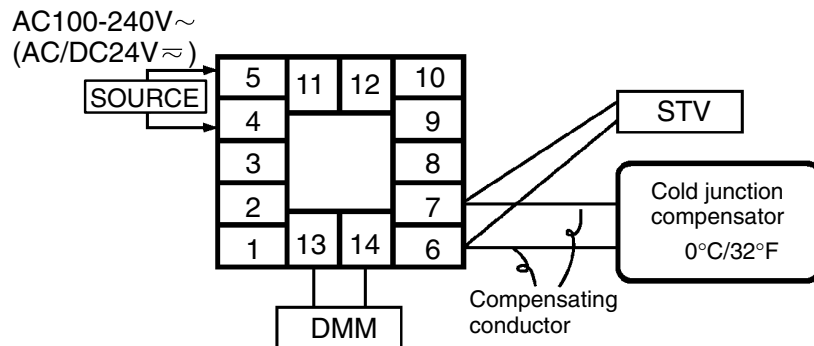 AC100-240V~
(AC/DC24V⎓~)
SOURCE
5 11 12 10
4 9
3 8
2 7
1 13 14 6
STV
Cold junction
compensator
0°C/32°F
Compensating
conductor
DMM